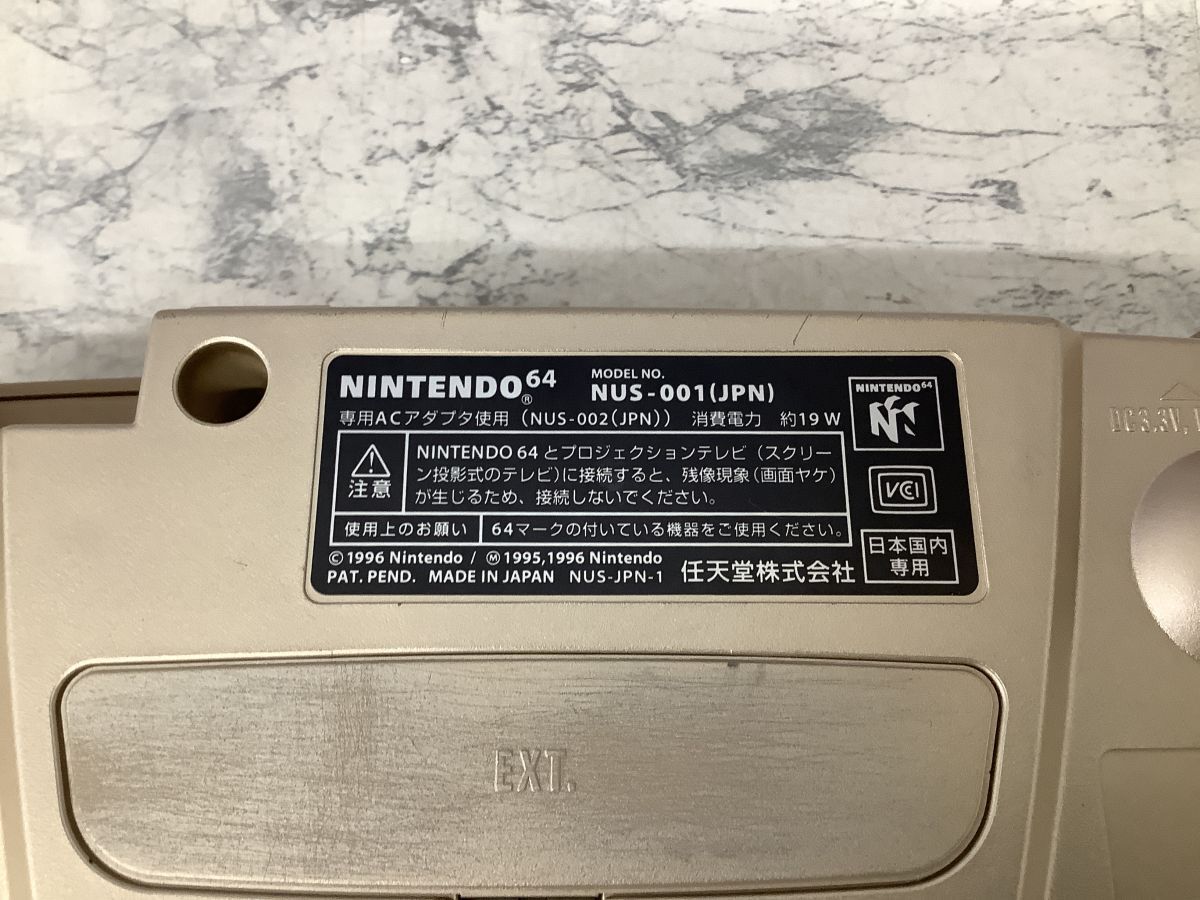 NINTENDO64® MODEL NO. NUS-001(JPN)
専用ACアダプタ使用（NUS-002(JPN)） 消費電力 約19W
注意
NINTENDO 64 とプロジェクションテレビ（スクリー
ン投影式のテレビ）に接続すると、残像現象（画面ヤケ）
が生じるため、接続しないでください。
使用上のお願い 64マークの付いている機器をご使用ください。
©1996 Nintendo / Ⓜ1995,1996 Nintendo
PAT. PEND. MADE IN JAPAN NUS-JPN-1 任天堂株式会社
NINTENDO64
N
VCCI
日本国内
専用
DC3.3V,
EXT.